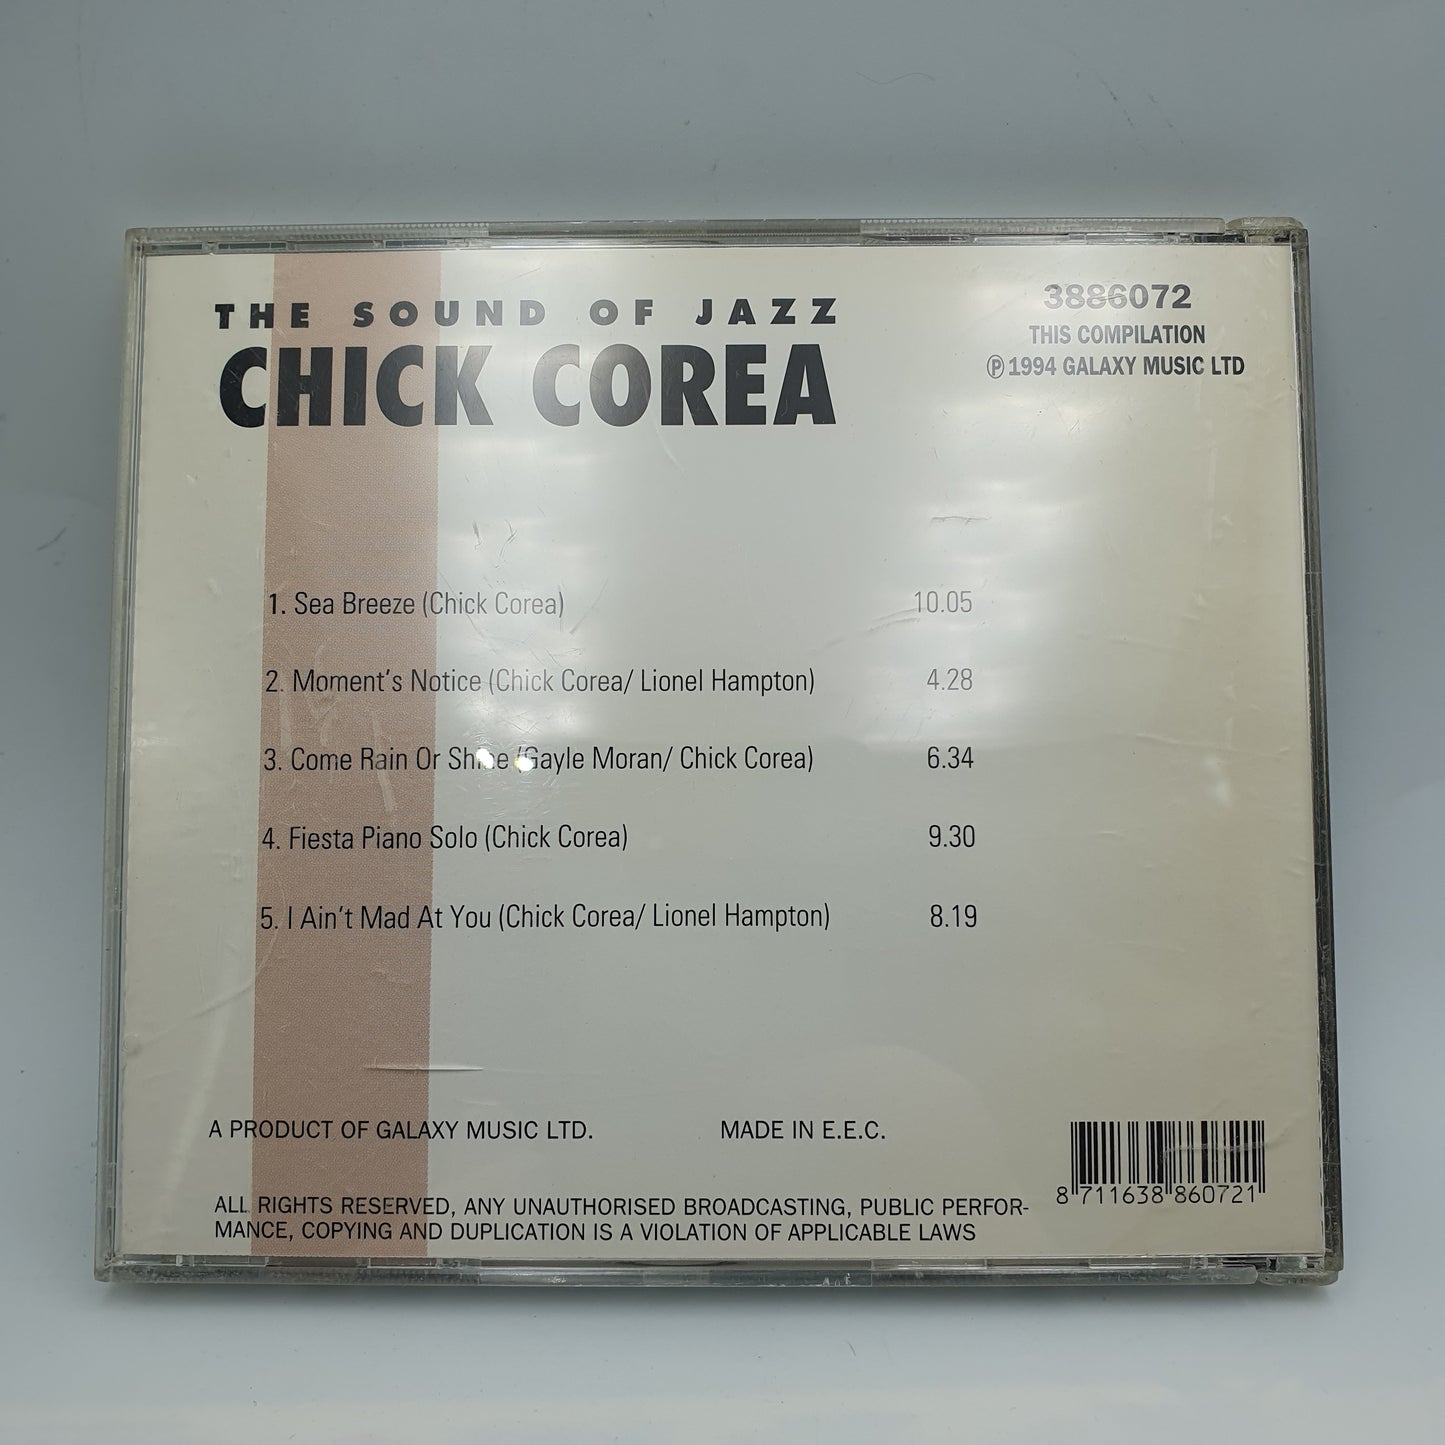 THE SOUND OF JAZZ
CHICK COREA
3886072
THIS COMPILATION
℗ 1994 GALAXY MUSIC LTD
1. Sea Breeze (Chick Corea) 10.05
2. Moment's Notice (Chick Corea/ Lionel Hampton) 4.28
3. Come Rain Or Shine (Gayle Moran/ Chick Corea) 6.34
4. Fiesta Piano Solo (Chick Corea) 9.30
5. I Ain't Mad At You (Chick Corea/ Lionel Hampton) 8.19
A PRODUCT OF GALAXY MUSIC LTD. MADE IN E.E.C.
ALL RIGHTS RESERVED, ANY UNAUTHORISED BROADCASTING, PUBLIC PERFOR-
MANCE, COPYING AND DUPLICATION IS A VIOLATION OF APPLICABLE LAWS
8 711638 860721